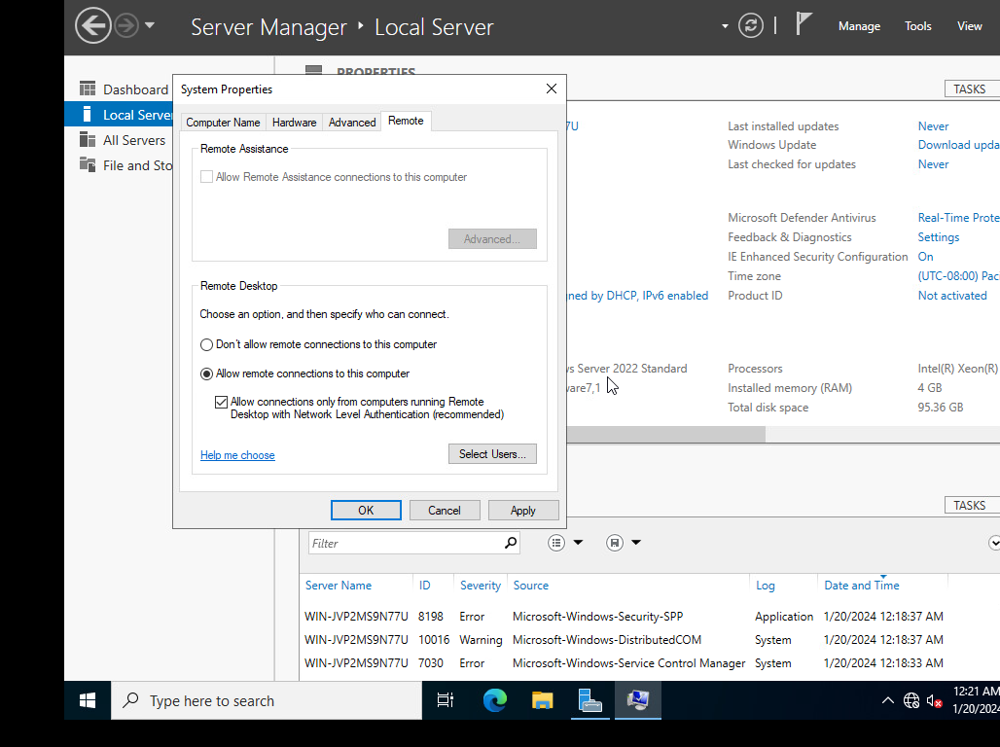 Server Manager ‣ Local Server
Manage Tools View
PROPERTIES
TASKS
Dashboard
Local Server
All Servers
File and Sto
System Properties
Computer Name Hardware Advanced Remote
Remote Assistance
Allow Remote Assistance connections to this computer
Advanced...
Remote Desktop
Choose an option, and then specify who can connect.
Don't allow remote connections to this computer
Allow remote connections to this computer
Allow connections only from computers running Remote
Desktop with Network Level Authentication (recommended)
Help me choose
Select Users...
OK Cancel Apply
7U
Last installed updates Never
Windows Update Download upda
Last checked for updates Never
Microsoft Defender Antivirus Real-Time Prote
Feedback & Diagnostics Settings
IE Enhanced Security Configuration On
Time zone (UTC-08:00) Pac
ned by DHCP, IPv6 enabled
Product ID Not activated
s Server 2022 Standard
Processors Intel(R) Xeon(R)
ware7,1
Installed memory (RAM) 4 GB
Total disk space 95.36 GB
TASKS
Filter
Server Name ID Severity Source Log Date and Time
WIN-JVP2MS9N77U 8198 Error Microsoft-Windows-Security-SPP Application 1/20/2024 12:18:37 AM
WIN-JVP2MS9N77U 10016 Warning Microsoft-Windows-DistributedCOM System 1/20/2024 12:18:37 AM
WIN-JVP2MS9N77U 7030 Error Microsoft-Windows-Service Control Manager System 1/20/2024 12:18:33 AM
Type here to search
12:21 AM
1/20/2024